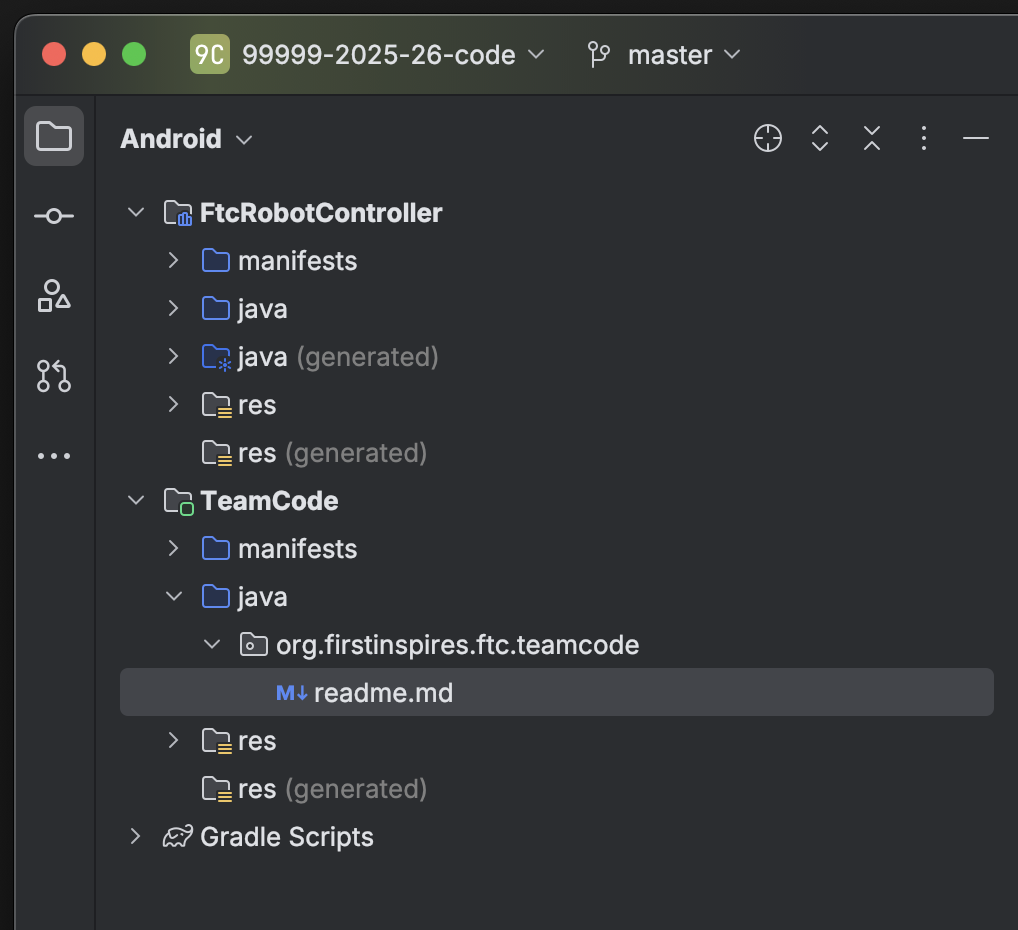 9C 99999-2025-26-code master
Android
FtcRobotController
manifests
java
java (generated)
res
res (generated)
TeamCode
manifests
java
org.firstinspires.ftc.teamcode
M↓ readme.md
res
res (generated)
Gradle Scripts